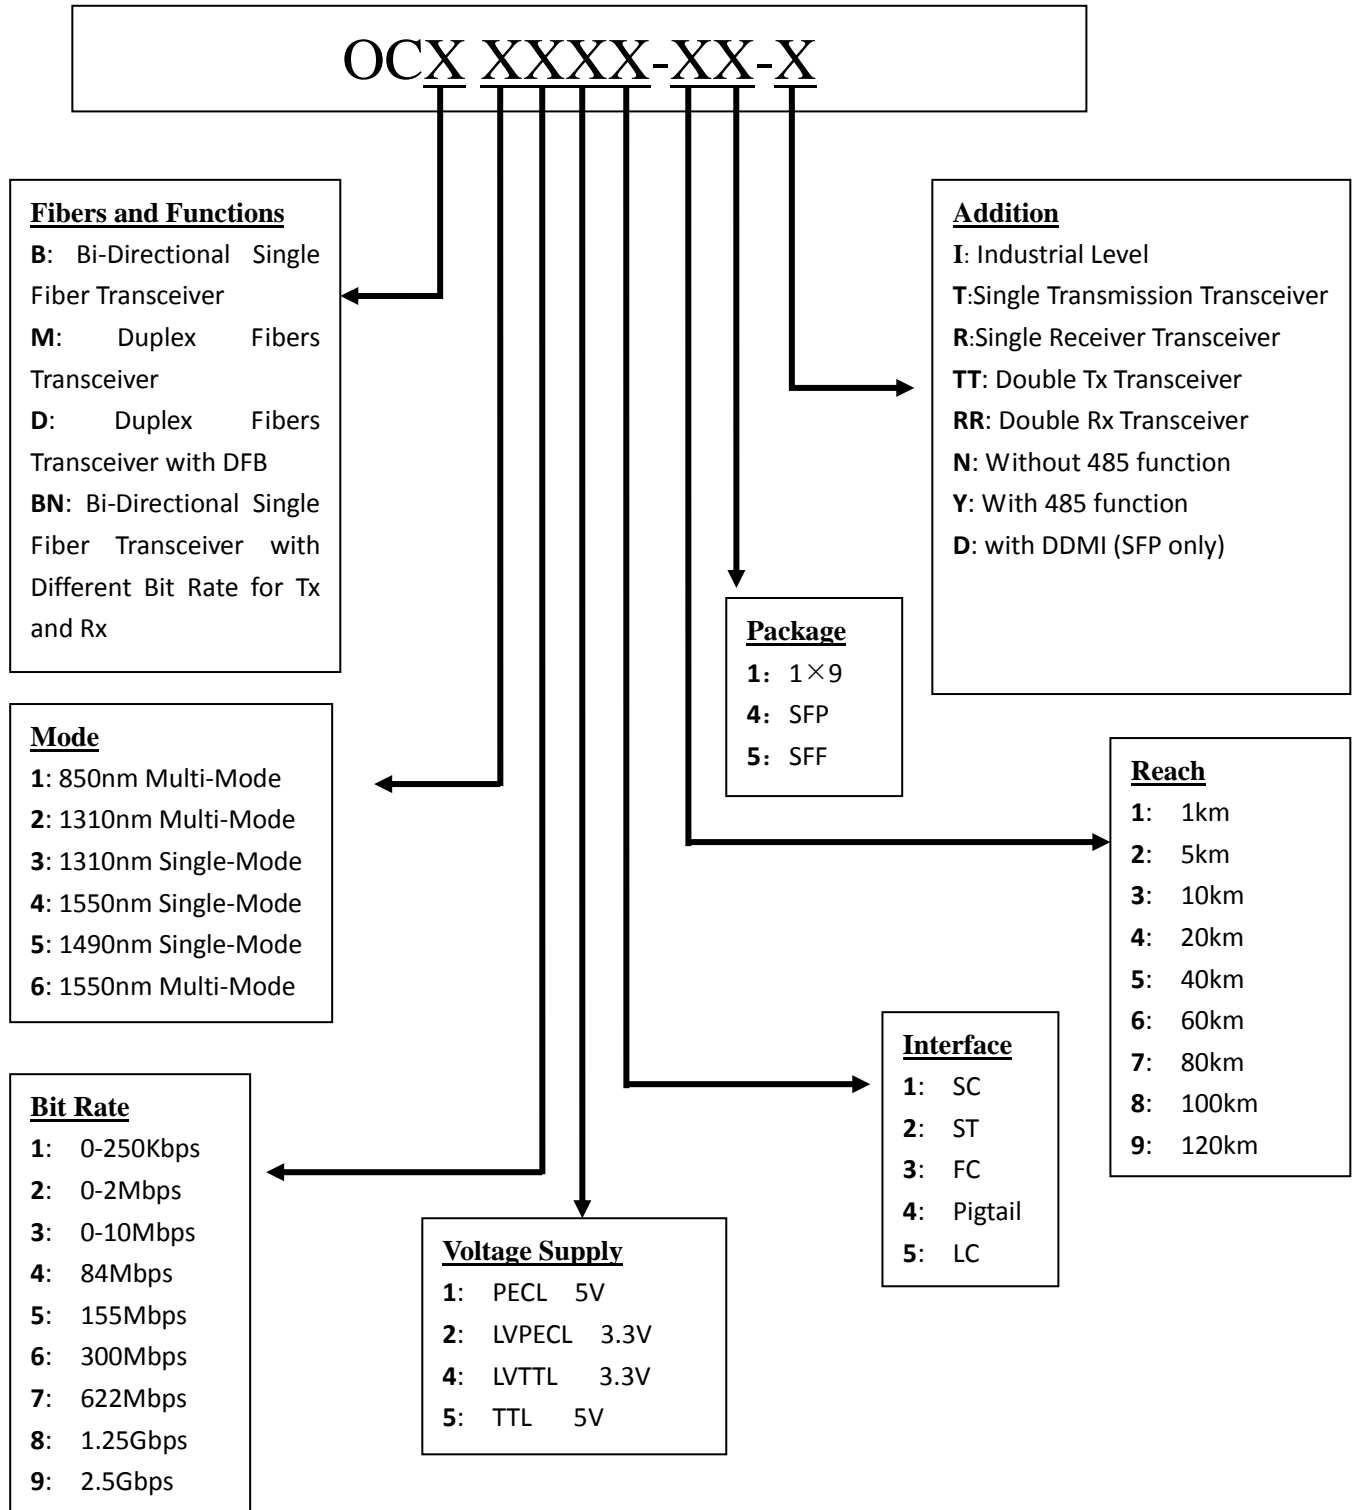 OCX XXXX-XX-X
Fibers and Functions
B: Bi-Directional Single
Fiber Transceiver
M: Duplex Fibers
Transceiver
D: Duplex Fibers
Transceiver with DFB
BN: Bi-Directional Single
Fiber Transceiver with
Different Bit Rate for Tx
and Rx
Addition
I: Industrial Level
T:Single Transmission Transceiver
R:Single Receiver Transceiver
TT: Double Tx Transceiver
RR: Double Rx Transceiver
N: Without 485 function
Y: With 485 function
D: with DDMI (SFP only)
Package
1： 1×9
4： SFP
5： SFF
Mode
1: 850nm Multi-Mode
2: 1310nm Multi-Mode
3: 1310nm Single-Mode
4: 1550nm Single-Mode
5: 1490nm Single-Mode
6: 1550nm Multi-Mode
Reach
1: 1km
2: 5km
3: 10km
4: 20km
5: 40km
6: 60km
7: 80km
8: 100km
9: 120km
Interface
1: SC
2: ST
3: FC
4: Pigtail
5: LC
Bit Rate
1: 0-250Kbps
2: 0-2Mbps
3: 0-10Mbps
4: 84Mbps
5: 155Mbps
6: 300Mbps
7: 622Mbps
8: 1.25Gbps
9: 2.5Gbps
Voltage Supply
1: PECL 5V
2: LVPECL 3.3V
4: LVTTL 3.3V
5: TTL 5V